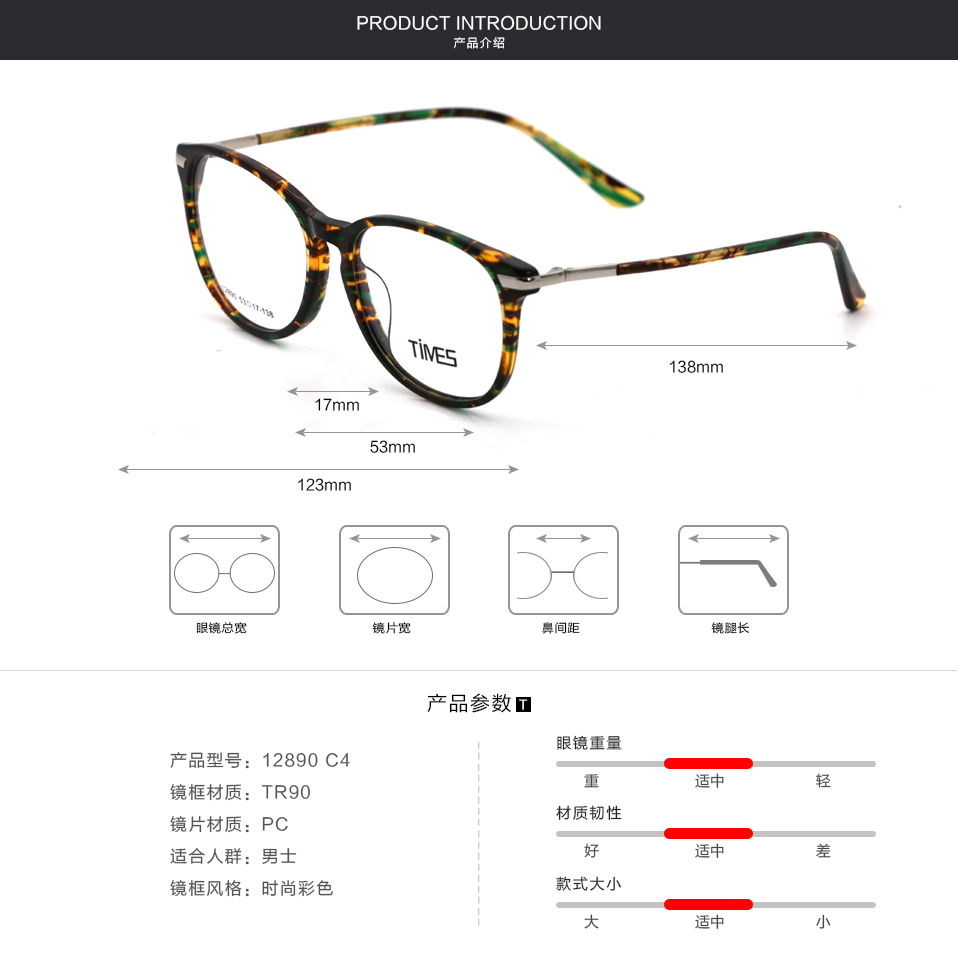 PRODUCT INTRODUCTION
产品介绍
12890 53□17-138
TiMES
138mm
17mm
53mm
123mm
眼镜总宽
镜片宽
鼻间距
镜腿长
产品参数 T
产品型号：12890 C4
镜框材质：TR90
镜片材质：PC
适合人群：男士
镜框风格：时尚彩色
眼镜重量
重 适中 轻
材质韧性
好 适中 差
款式大小
大 适中 小